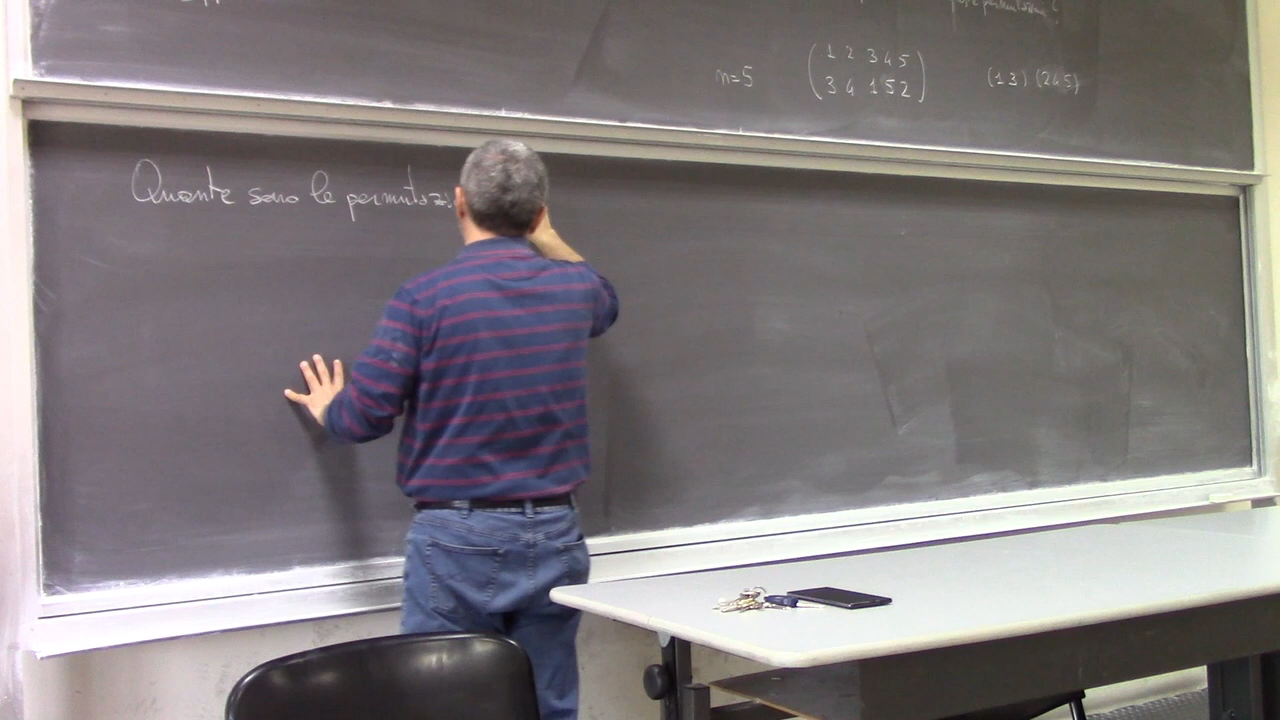 n=5 (1 2 3 4 5 / 3 4 1 5 2) (1 3) (2 4 5)
Quante sono le permutazi